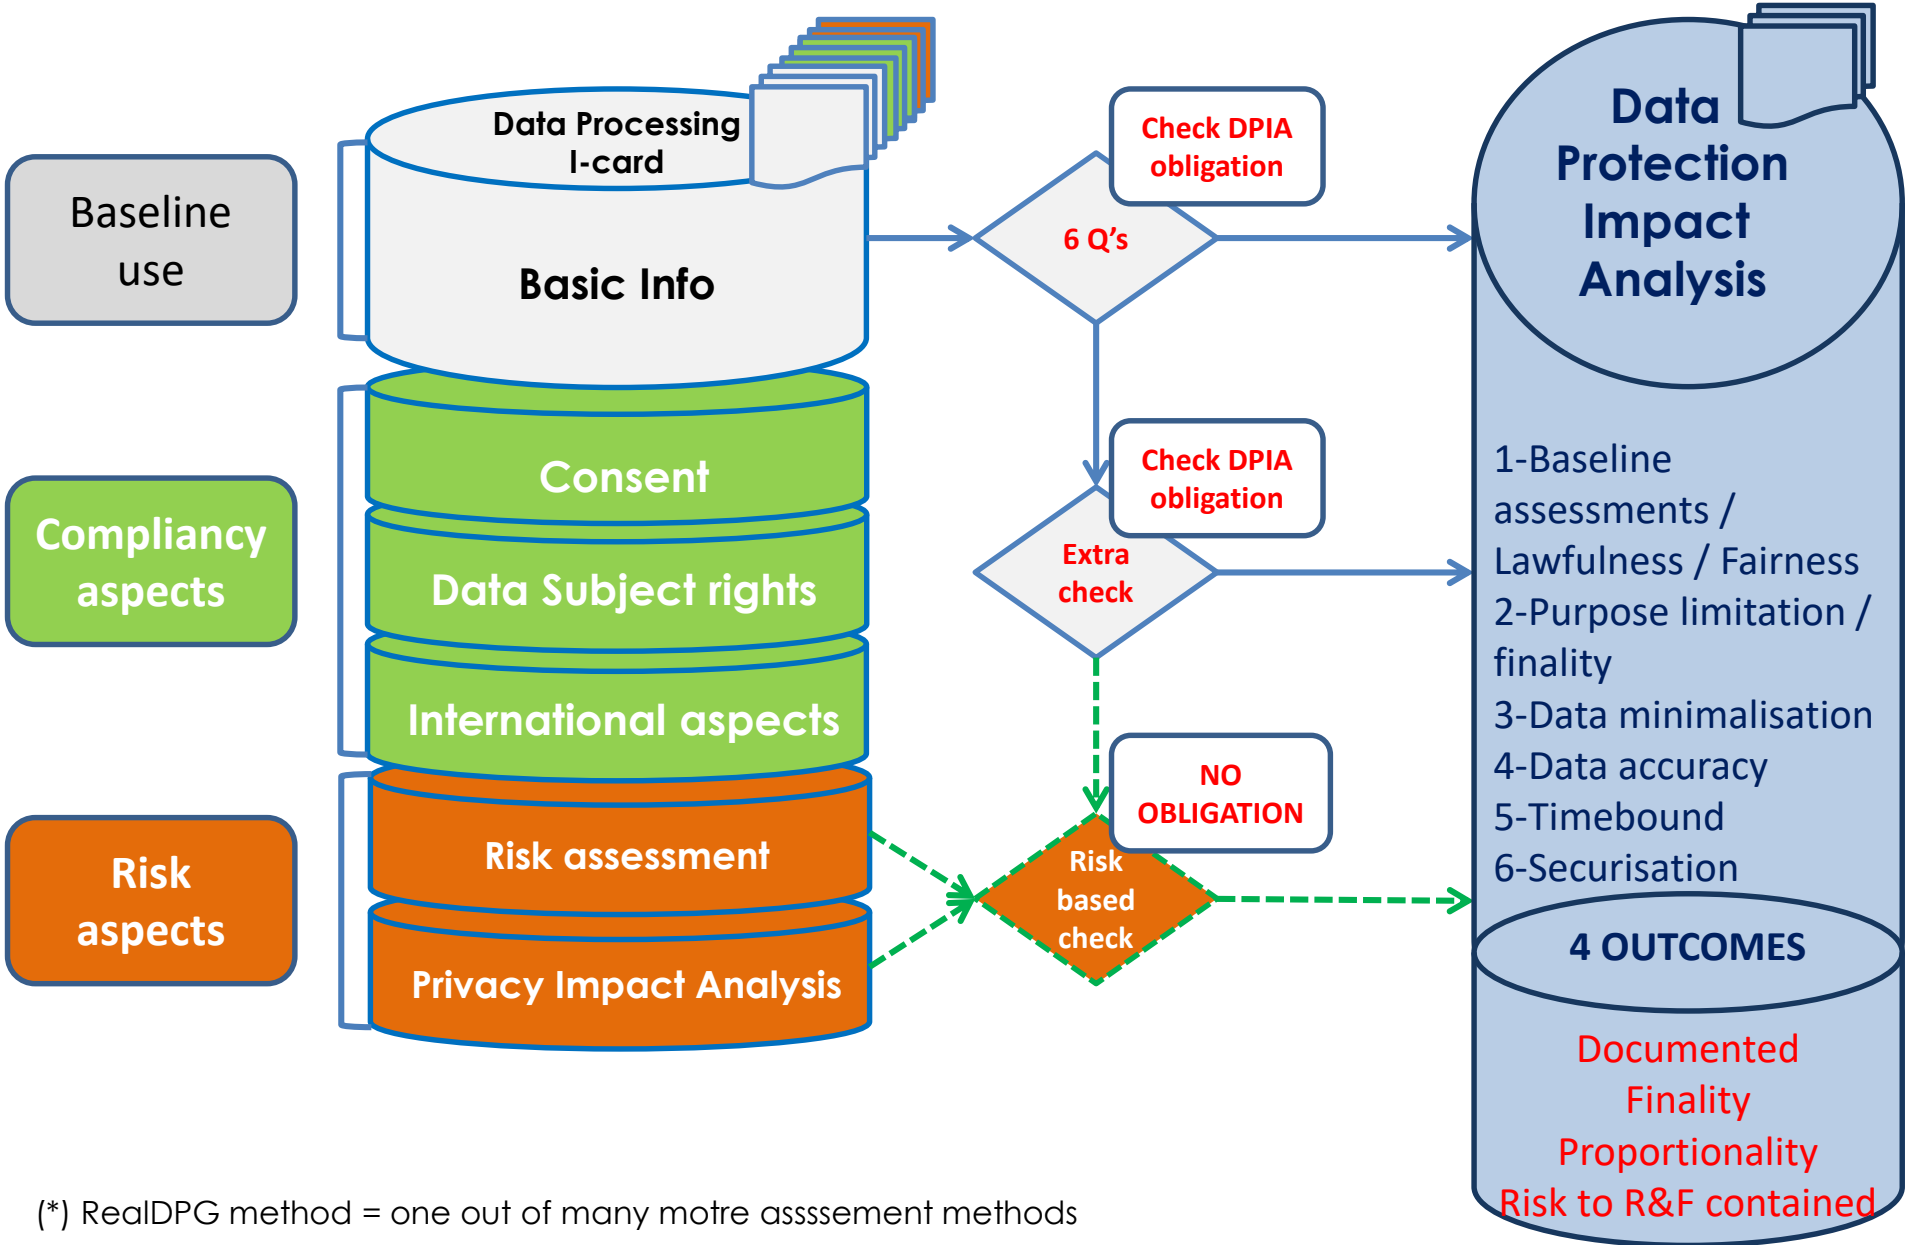 Data Processing
I-card
Basic Info
Baseline
use
Consent
Data Subject rights
International aspects
Compliancy
aspects
Risk assessment
Privacy Impact Analysis
Risk
aspects
Check DPIA
obligation
6 Q's
Check DPIA
obligation
Extra
check
NO
OBLIGATION
Risk
based
check
Data
Protection
Impact
Analysis
1-Baseline
assessments /
Lawfulness / Fairness
2-Purpose limitation /
finality
3-Data minimalisation
4-Data accuracy
5-Timebound
6-Securisation
4 OUTCOMES
Documented
Finality
Proportionality
Risk to R&F contained
(*) RealDPG method = one out of many motre assssement methods